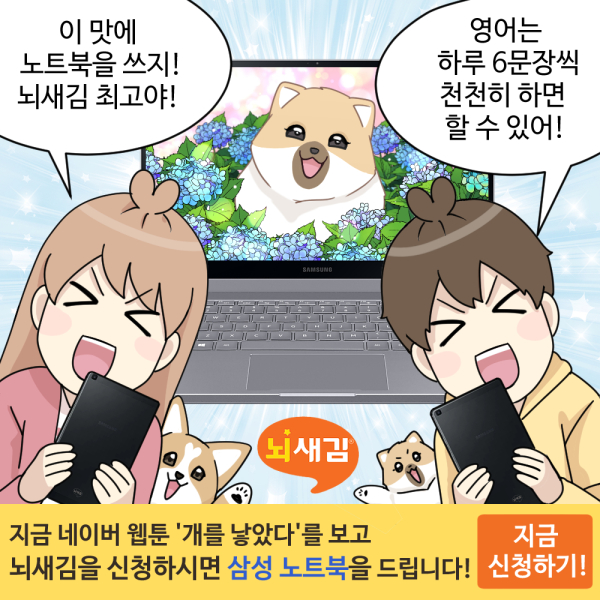 이 맛에
노트북을 쓰지!
뇌새김 최고야!
영어는
하루 6문장씩
천천히 하면
할 수 있어!
SAMSUNG
뇌새김
지금 네이버 웹툰 '개를 낳았다'를 보고
뇌새김을 신청하시면 삼성 노트북을 드립니다!
지금
신청하기!